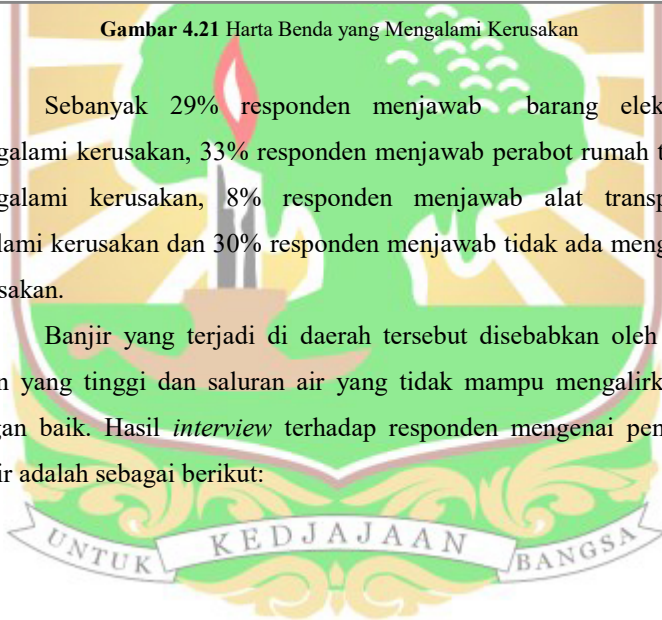 Gambar 4.21 Harta Benda yang Mengalami Kerusakan
Sebanyak 29% responden menjawab barang elek
galami kerusakan, 33% responden menjawab perabot rumah t
galami kerusakan, 8% responden menjawab alat transp
lami kerusakan dan 30% responden menjawab tidak ada meng
sakan.
Banjir yang terjadi di daerah tersebut disebabkan oleh
n yang tinggi dan saluran air yang tidak mampu mengalirk
gan baik. Hasil interview terhadap responden mengenai pen
ir adalah sebagai berikut:
UNTUK KEDJAJAAN BANGSA